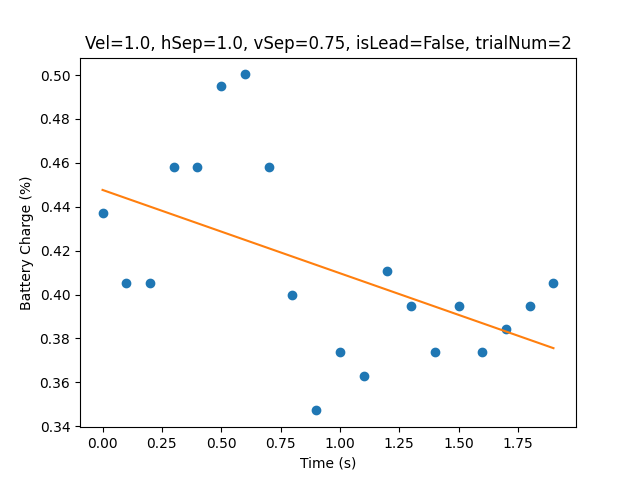 Vel=1.0, hSep=1.0, vSep=0.75, isLead=False, trialNum=2
0.50
0.48
0.46
0.44
0.42
0.40
0.38
0.36
0.34
Battery Charge (%)
0.00 0.25 0.50 0.75 1.00 1.25 1.50 1.75
Time (s)